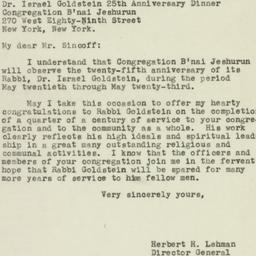 Dr. Israel Goldstein 25th Anniversary Dinner
Congregation B'nai Jeshurun
270 West Eighty-Ninth Street
New York, New York.
My dear Mr. Sincoff:
I understand that Congregation B'nai Jeshurun
will observe the twenty-fifth anniversary of its
Rabbi, Dr. Israel Goldstein, during the period
May twentieth through May twenty-third.
May I take this occasion to offer my hearty
congratulations to Rabbi Goldstein on the completion
of a quarter of a century of service to your congre-
gation and to the community as a whole. His work
clearly reflects his high ideals and spiritual lead
ship in a great many outstanding religious and
communal activities. I know that the officers and
members of your congregation join me in the fervent
hope that Rabbi Goldstein will be spared for many
more years of service to him fellow men.
Very sincerely yours,
Herbert H. Lehman
Director General